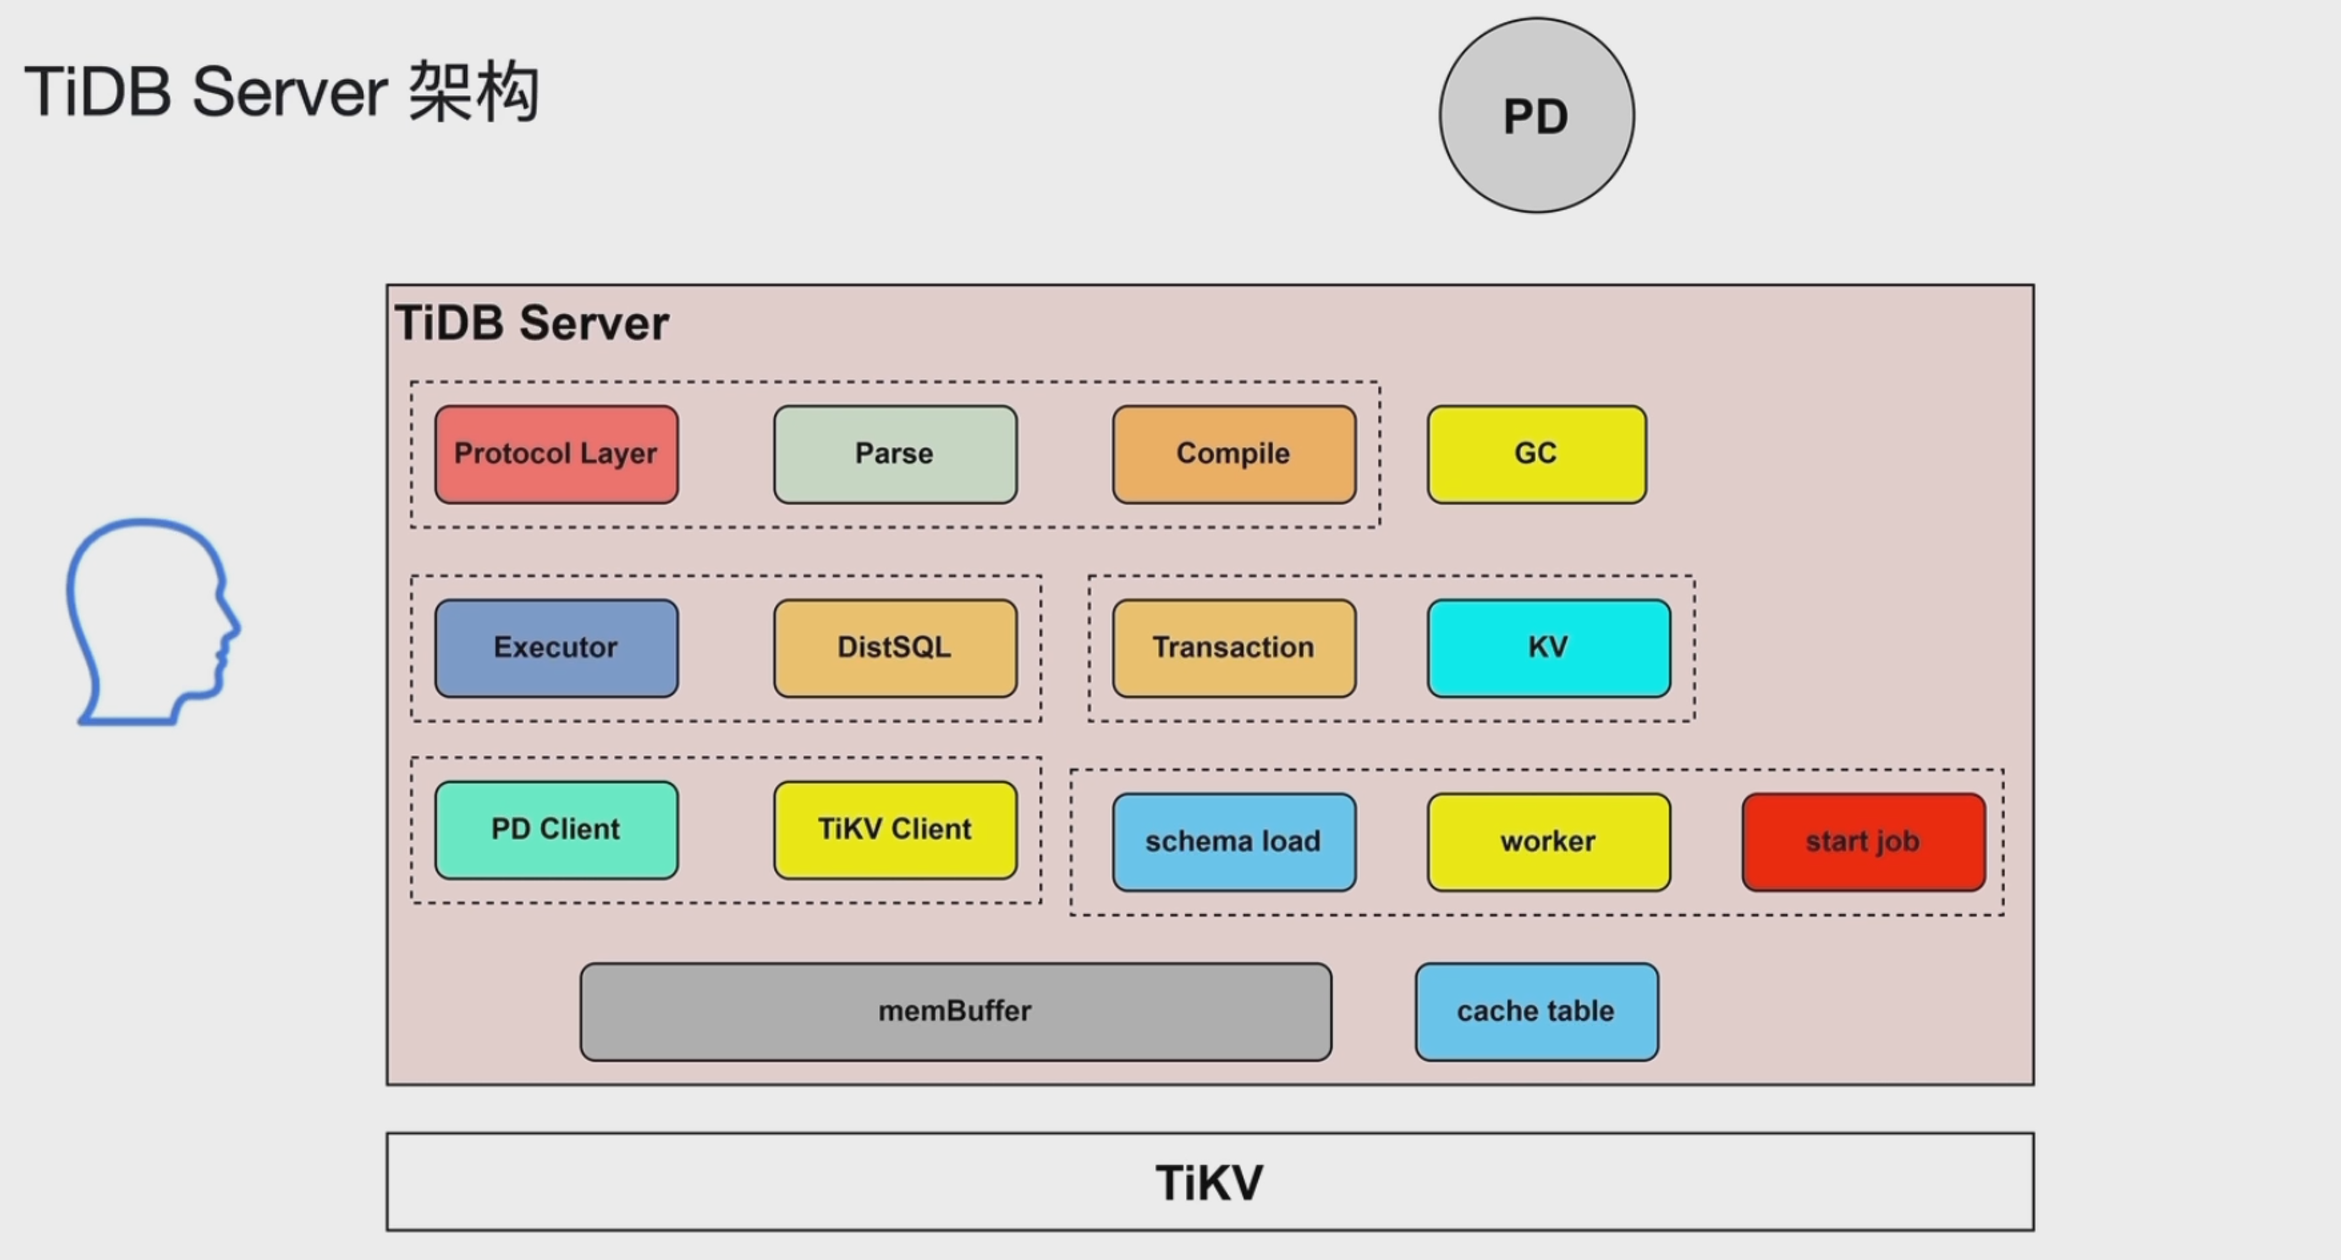 TiDB Server 架构
PD
TiDB Server
Protocol Layer
Parse
Compile
GC
Executor
DistSQL
Transaction
KV
PD Client
TiKV Client
schema load
worker
start job
memBuffer
cache table
TiKV